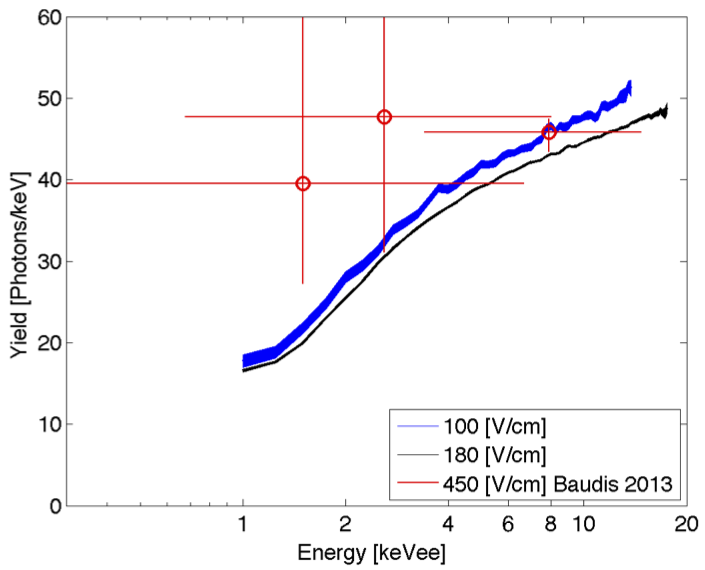 60
50
40
30
20
10
0
Yield [Photons/keV]
100 [V/cm]
180 [V/cm]
450 [V/cm] Baudis 2013
1 2 4 6 8 10 20
Energy [keVee]